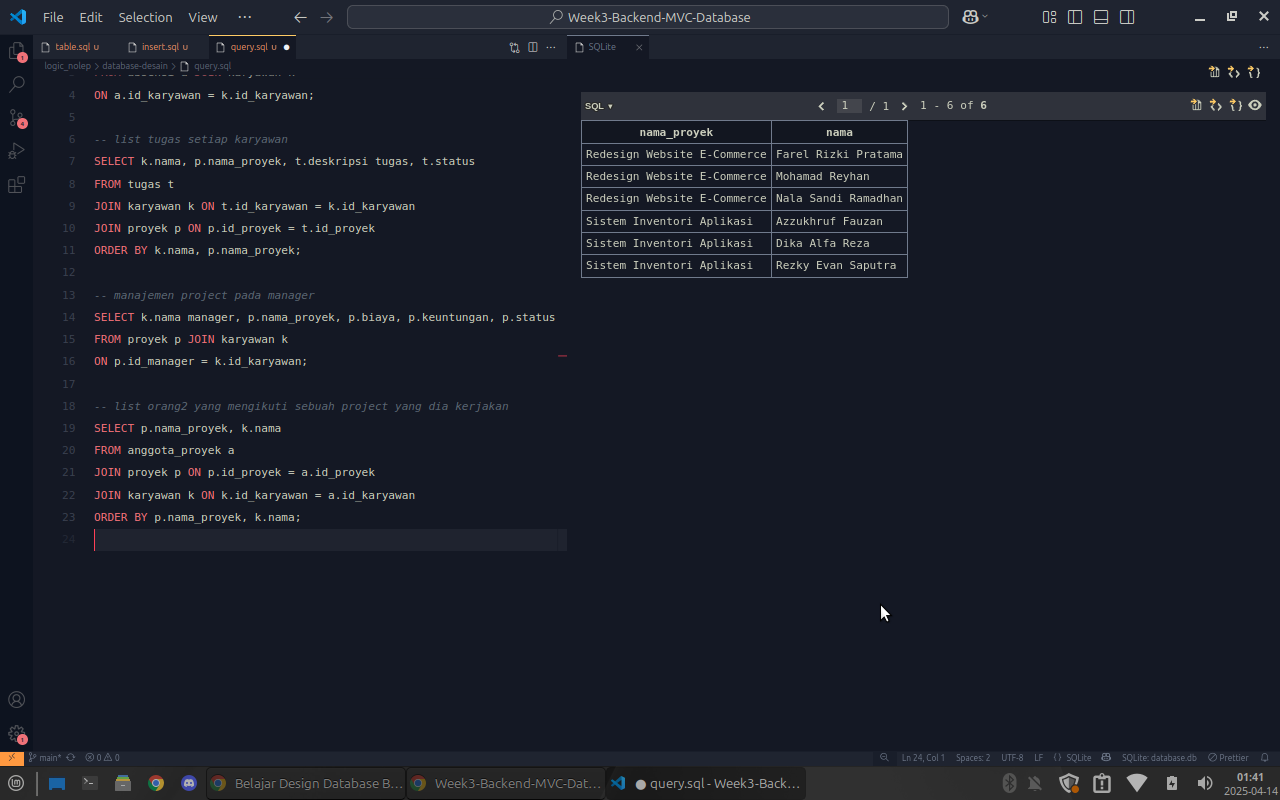 File Edit Selection View ··· Week3-Backend-MVC-Database
table.sql U insert.sql U query.sql U SQLite
logic_nolep > database-desain > query.sql
4 ON a.id_karyawan = k.id_karyawan;
5
6 -- list tugas setiap karyawan
7 SELECT k.nama, p.nama_proyek, t.deskripsi tugas, t.status
8 FROM tugas t
9 JOIN karyawan k ON t.id_karyawan = k.id_karyawan
10 JOIN proyek p ON p.id_proyek = t.id_proyek
11 ORDER BY k.nama, p.nama_proyek;
12
13 -- manajemen project pada manager
14 SELECT k.nama manager, p.nama_proyek, p.biaya, p.keuntungan, p.status
15 FROM proyek p JOIN karyawan k
16 ON p.id_manager = k.id_karyawan;
17
18 -- list orang2 yang mengikuti sebuah project yang dia kerjakan
19 SELECT p.nama_proyek, k.nama
20 FROM anggota_proyek a
21 JOIN proyek p ON p.id_proyek = a.id_proyek
22 JOIN karyawan k ON k.id_karyawan = a.id_karyawan
23 ORDER BY p.nama_proyek, k.nama;
24
SQL 1 / 1 1 - 6 of 6
nama_proyek nama
Redesign Website E-Commerce Farel Rizki Pratama
Redesign Website E-Commerce Mohamad Reyhan
Redesign Website E-Commerce Nala Sandi Ramadhan
Sistem Inventori Aplikasi Azzukhruf Fauzan
Sistem Inventori Aplikasi Dika Alfa Reza
Sistem Inventori Aplikasi Rezky Evan Saputra
1
4
1
main* 0 0 Ln 24, Col 1 Spaces: 2 UTF-8 LF SQLite SQLite: database.db Prettier
Belajar Design Database B... Week3-Backend-MVC-Dat... ● query.sql - Week3-Back... 01:41
2025-04-14